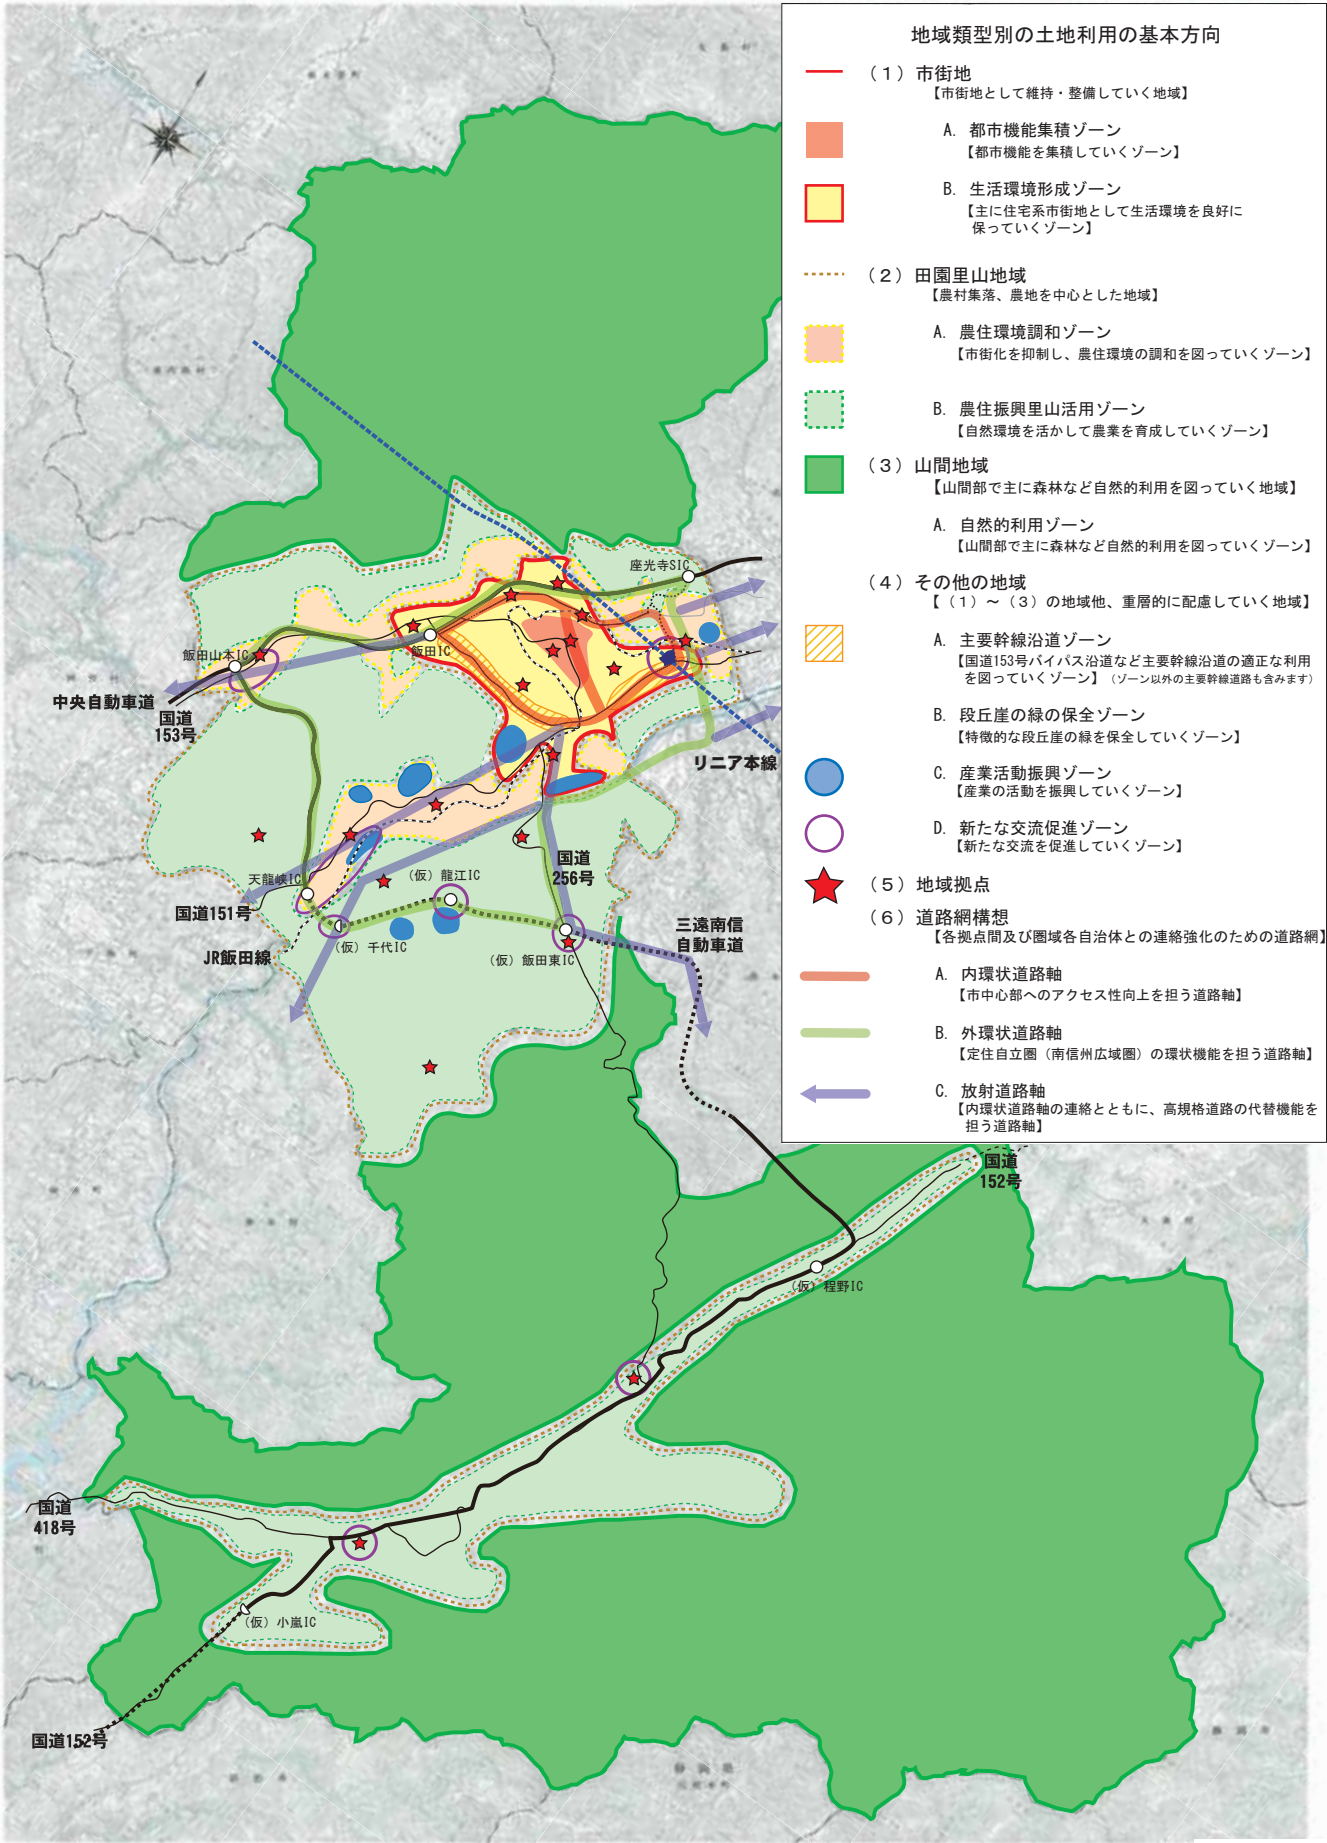 地域類型別の土地利用の基本方向
（１）市街地
【市街地として維持・整備していく地域】
A. 都市機能集積ゾーン
【都市機能を集積していくゾーン】
B. 生活環境形成ゾーン
【主に住宅系市街地として生活環境を良好に
保っていくゾーン】
（２）田園里山地域
【農村集落、農地を中心とした地域】
A. 農住環境調和ゾーン
【市街化を抑制し、農住環境の調和を図っていくゾーン】
B. 農住振興里山活用ゾーン
【自然環境を活かして農業を育成していくゾーン】
（３）山間地域
【山間部で主に森林など自然的利用を図っていく地域】
A. 自然的利用ゾーン
【山間部で主に森林など自然的利用を図っていくゾーン】
（４）その他の地域
【（１）～（３）の地域他、重層的に配慮していく地域】
A. 主要幹線沿道ゾーン
【国道153号バイパス沿道など主要幹線沿道の適正な利用
を図っていくゾーン】（ゾーン以外の主要幹線道路も含みます）
B. 段丘崖の緑の保全ゾーン
【特徴的な段丘崖の緑を保全していくゾーン】
C. 産業活動振興ゾーン
【産業の活動を振興していくゾーン】
D. 新たな交流促進ゾーン
【新たな交流を促進していくゾーン】
（５）地域拠点
（６）道路網構想
【各拠点間及び圏域各自治体との連絡強化のための道路網】
A. 内環状道路軸
【市中心部へのアクセス性向上を担う道路軸】
B. 外環状道路軸
【定住自立圏（南信州広域圏）の環状機能を担う道路軸】
C. 放射道路軸
【内環状道路軸の連絡とともに、高規格道路の代替機能を
担う道路軸】
座光寺SIC
飯田IC
飯田山本IC
中央自動車道
国道
153号
リニア本線
国道
256号
天龍峡IC
（仮）龍江IC
国道151号
（仮）千代IC
JR飯田線
（仮）飯田東IC
三遠南信
自動車道
国道
152号
（仮）程野IC
国道
418号
（仮）小嵐IC
国道152号